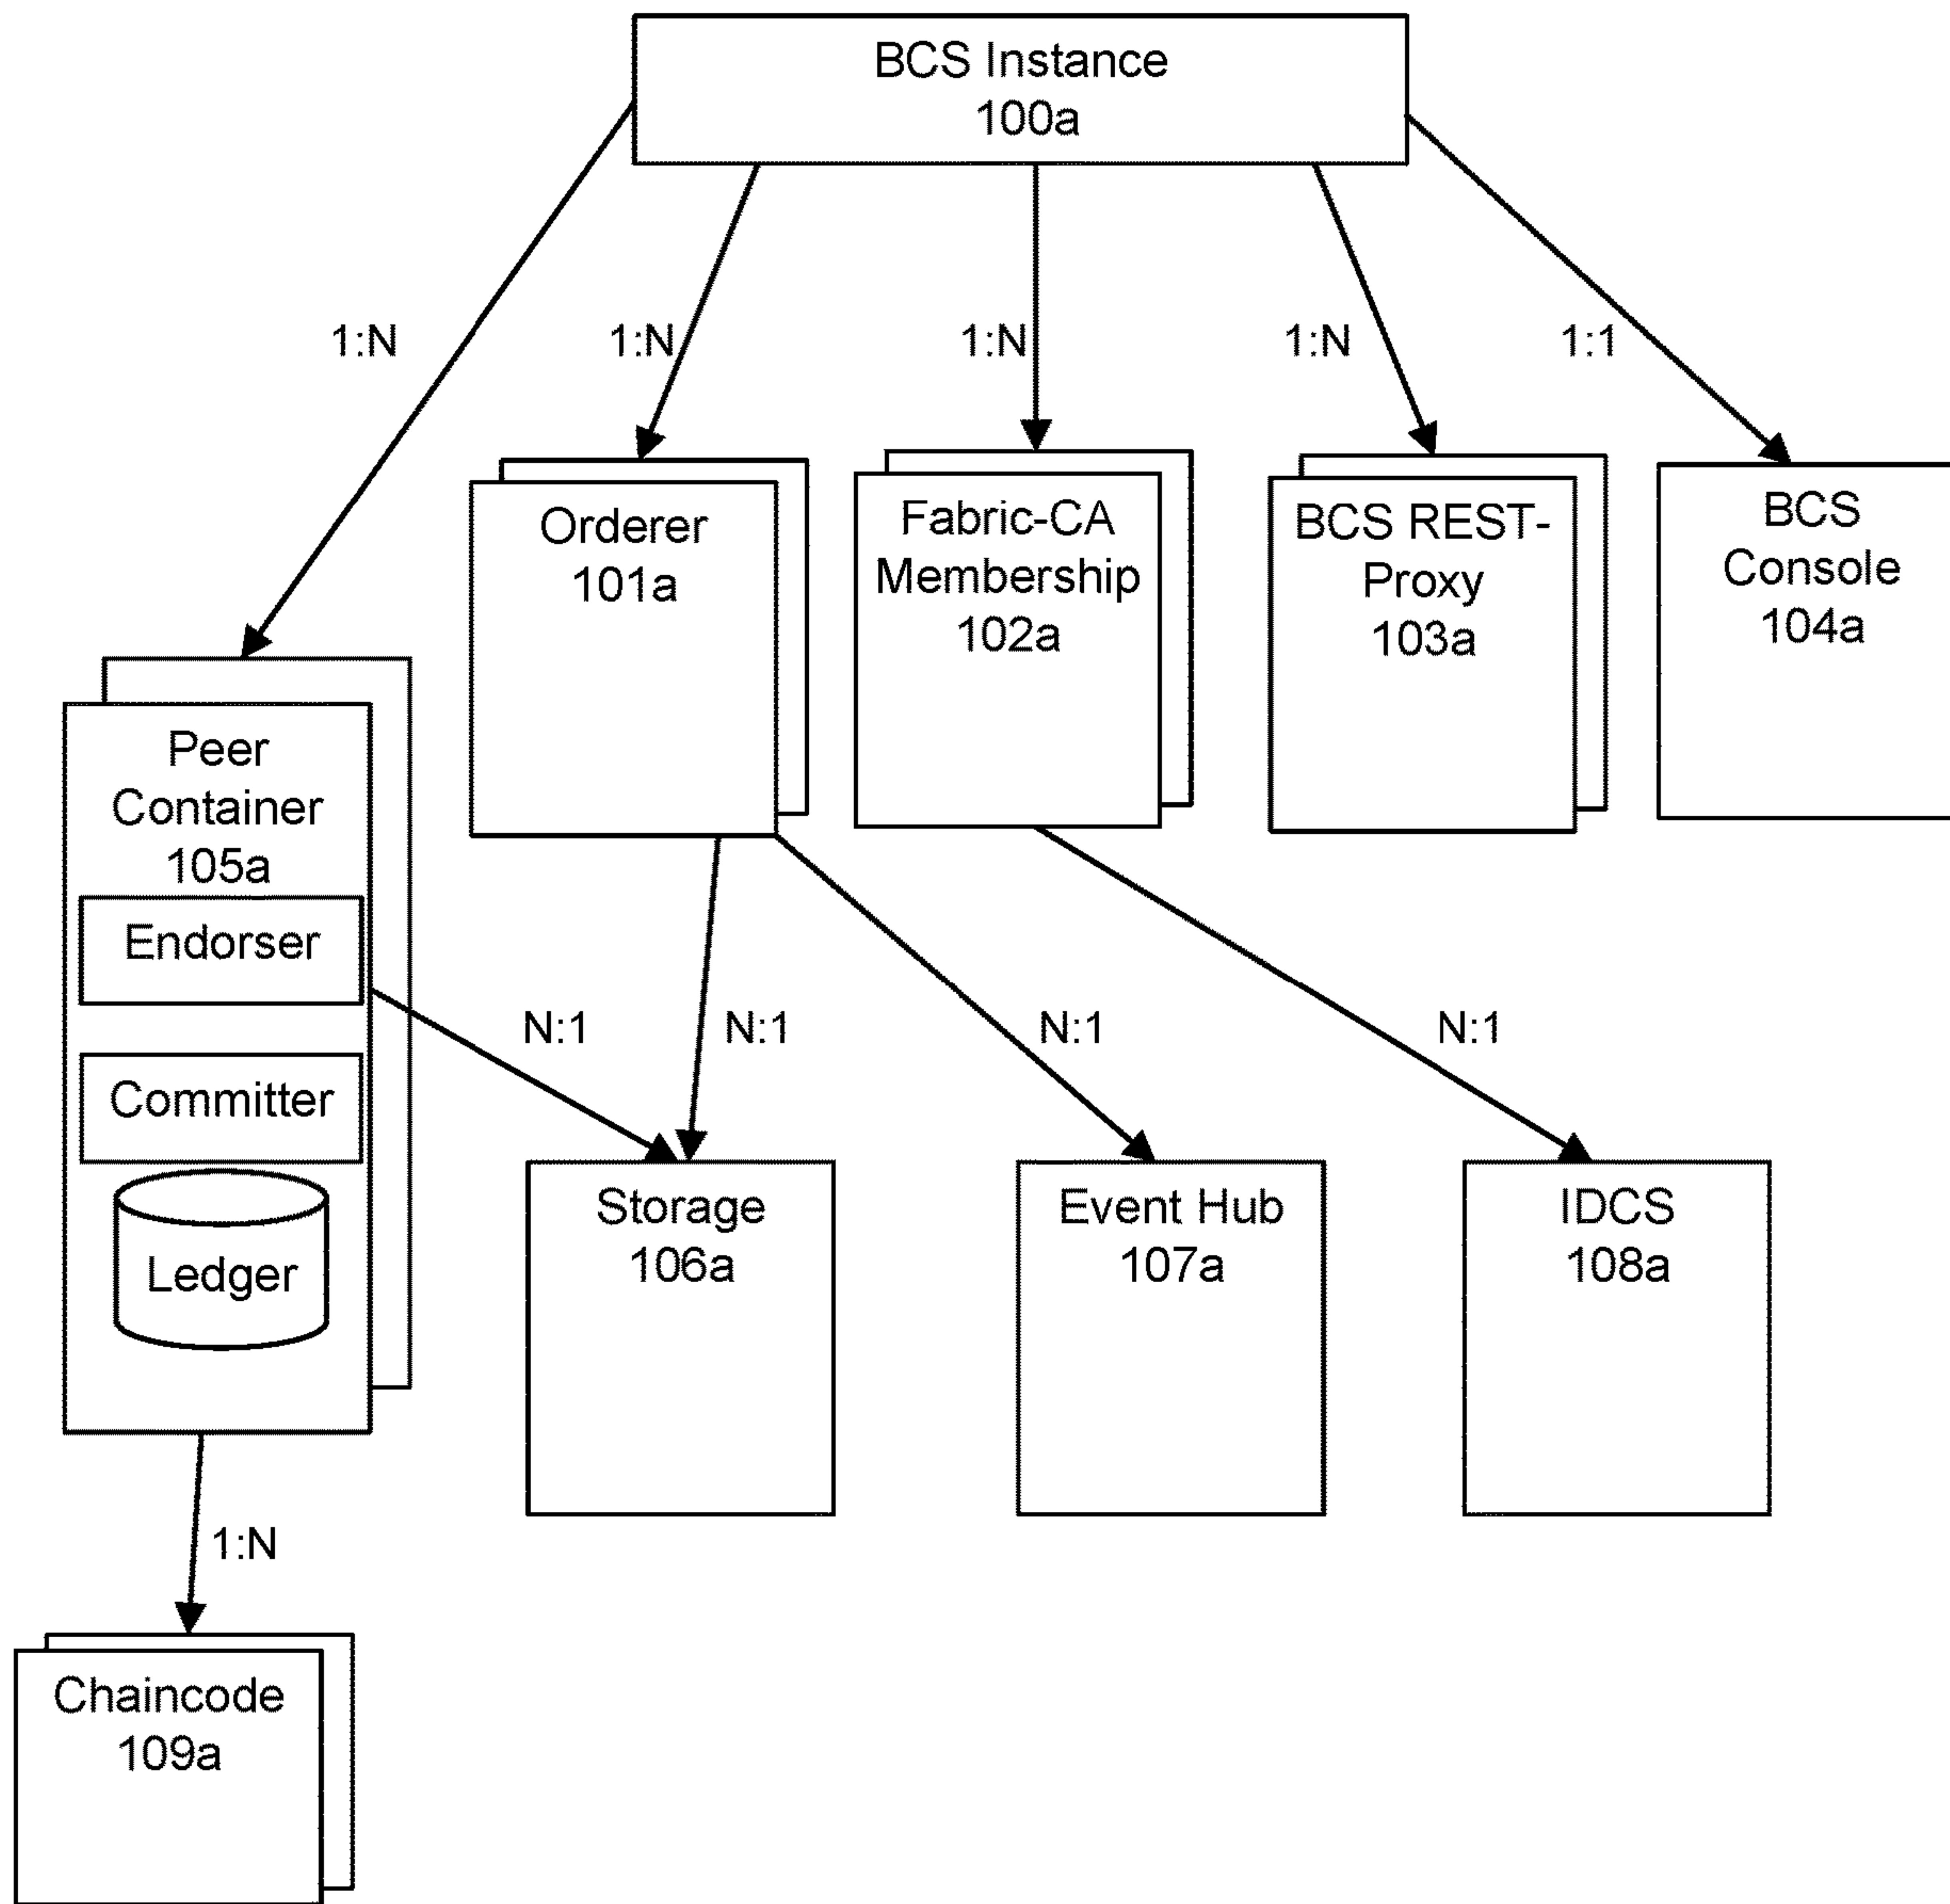 BCS Instance
100a
1:N
1:N
1:N
1:N
1:1
Orderer
101a
Fabric-CA
Membership
102a
BCS REST-
Proxy
103a
BCS
Console
104a
Peer
Container
105a
Endorser
Committer
Ledger
N:1
N:1
N:1
N:1
Storage
106a
Event Hub
107a
IDCS
108a
1:N
Chaincode
109a